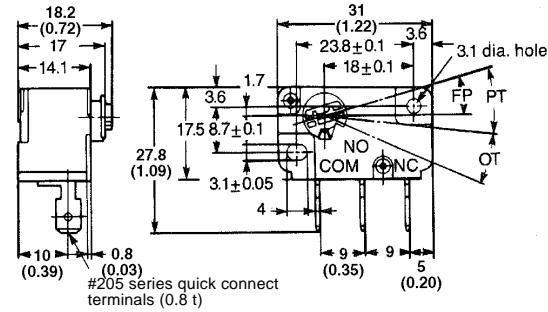 18.2
(0.72)
17
14.1
31
(1.22)
3.6
23.8±0.1
3.1 dia. hole
18±0.1
1.7
3.6
FP
PT
17.5
8.7±0.1
27.8
(1.09)
NO
OT
COM
NC
3.1±0.05
4
10
(0.39)
0.8
(0.03)
9
(0.35)
9
5
(0.20)
#205 series quick connect
terminals (0.8 t)